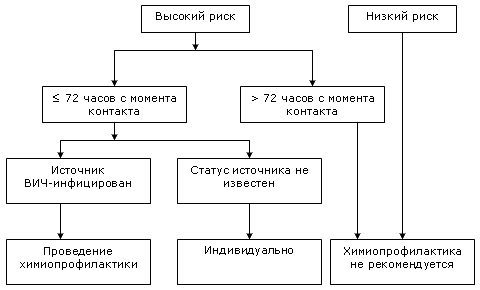 Высокий риск
Низкий риск
≤ 72 часов с момента
контакта
> 72 часов с момента
контакта
Источник
ВИЧ-инфицирован
Статус источника не
известен
Проведение
химиопрофилактики
Индивидуально
Химиопрофилактика
не рекомендуется